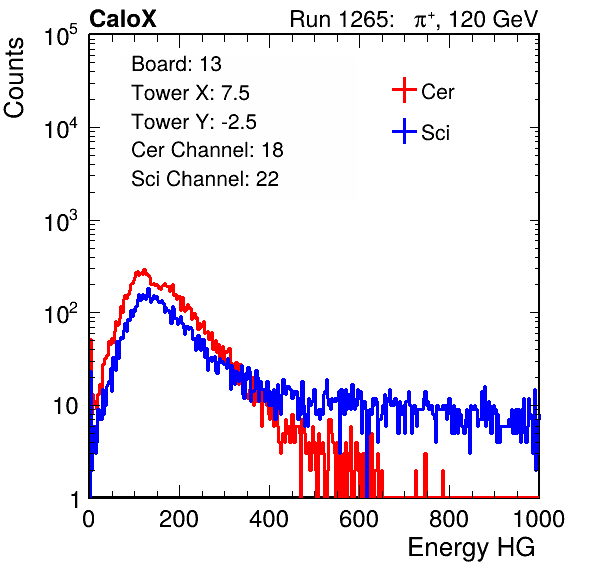 CaloX Run 1265: π⁺, 120 GeV
Counts
10⁵
10⁴
10³
10²
10
1
Board: 13
Tower X: 7.5
Tower Y: -2.5
Cer Channel: 18
Sci Channel: 22
Cer
Sci
0 200 400 600 800 1000
Energy HG